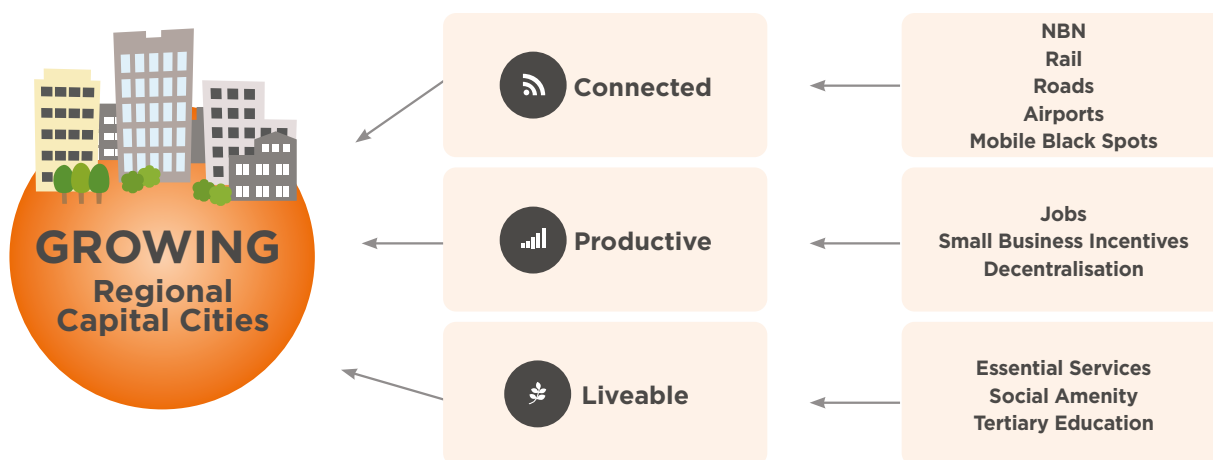 GROWING
Regional
Capital Cities
Connected
NBN
Rail
Roads
Airports
Mobile Black Spots
Productive
Jobs
Small Business Incentives
Decentralisation
Liveable
Essential Services
Social Amenity
Tertiary Education